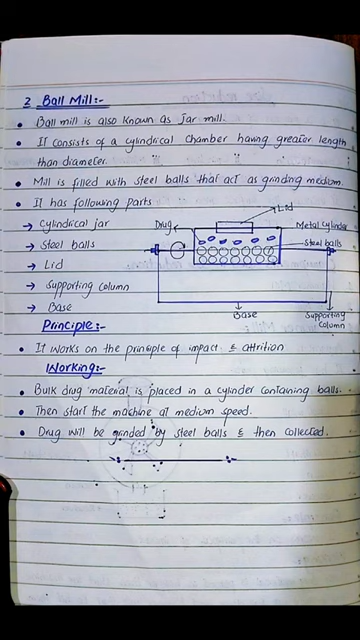 2 Ball Mill:-
• Ball mill is also known as jar mill.
• It consists of a cylindrical chamber having greater length
than diameter.
• Mill is filled with steel balls that act as grinding medium.
• It has following parts
→ Cylindrical jar
→ Steel balls
→ Lid
→ Supporting column
→ Base
Lid
Drug
Metal cylinder
Steel balls
Base
Supporting
column
Principle:-
• It works on the principle of impact & attrition
Working:-
• Bulk drug material is placed in a cylinder containing balls.
• Then start the machine at medium speed.
• Drug will be grinded by steel balls & then collected.